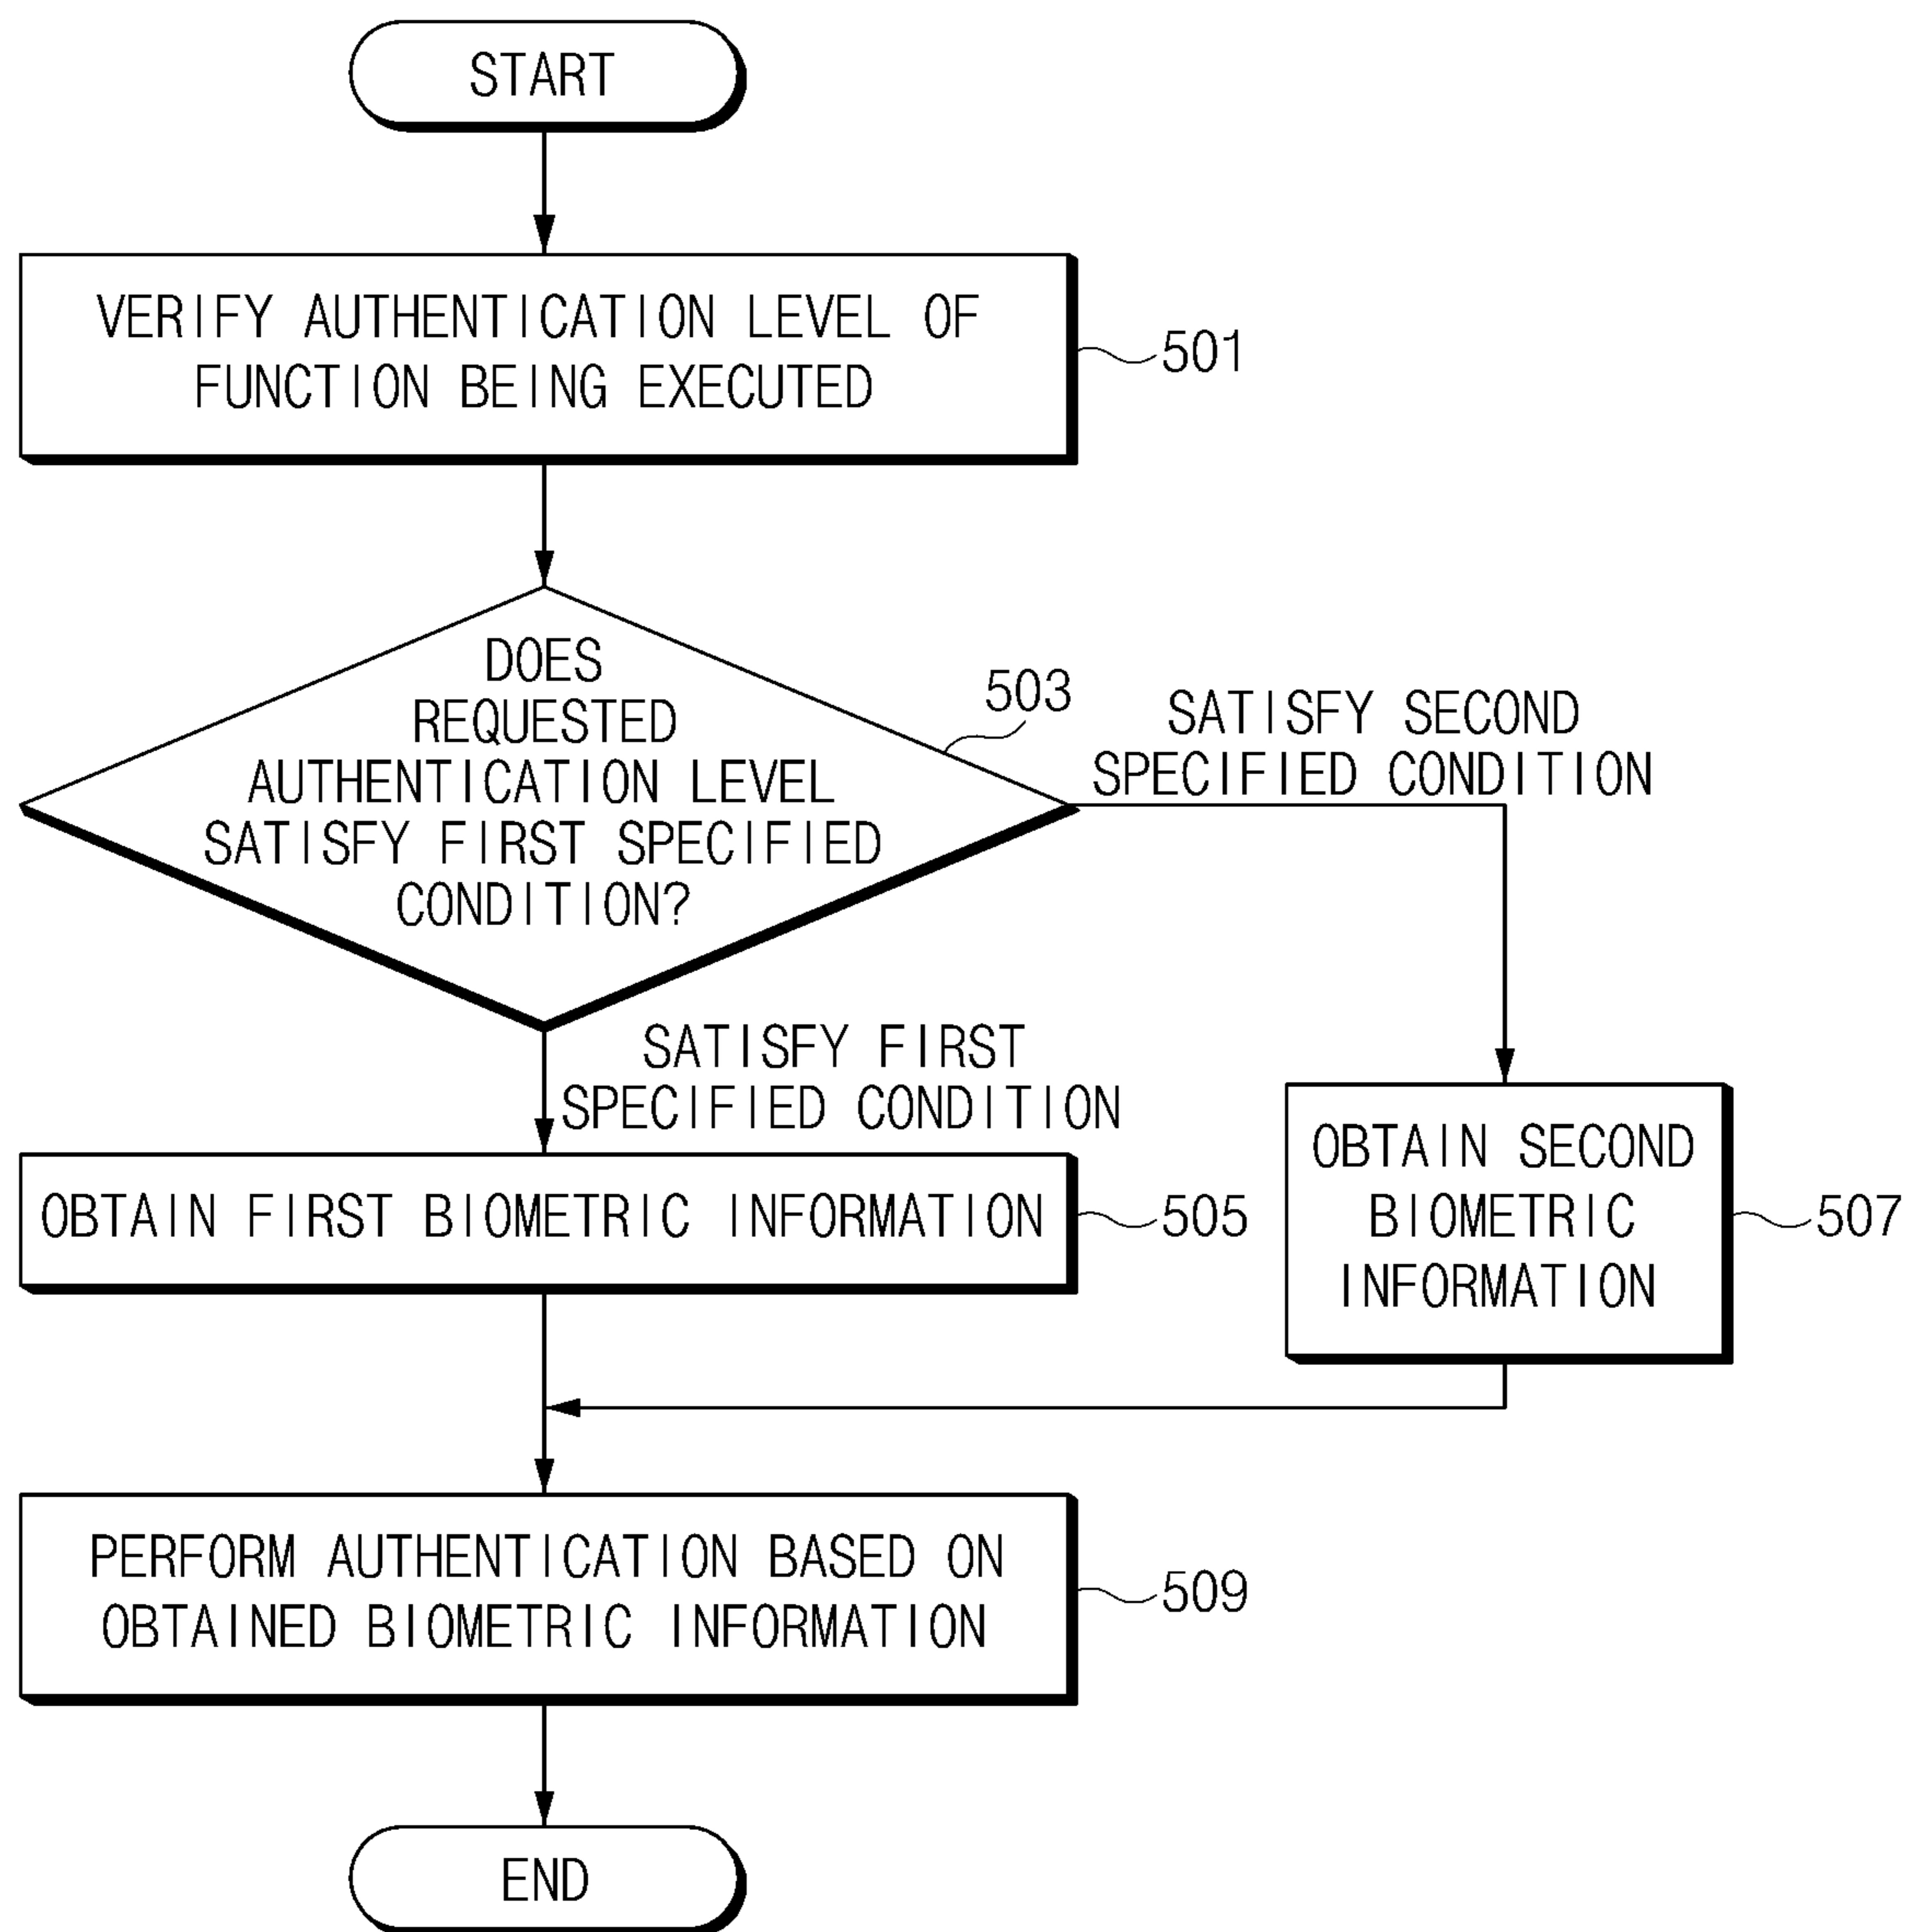 START
VERIFY AUTHENTICATION LEVEL OF
FUNCTION BEING EXECUTED
501
DOES
REQUESTED
AUTHENTICATION LEVEL
SATISFY FIRST SPECIFIED
CONDITION?
503
SATISFY SECOND
SPECIFIED CONDITION
SATISFY FIRST
SPECIFIED CONDITION
OBTAIN FIRST BIOMETRIC INFORMATION
505
OBTAIN SECOND
BIOMETRIC
INFORMATION
507
PERFORM AUTHENTICATION BASED ON
OBTAINED BIOMETRIC INFORMATION
509
END